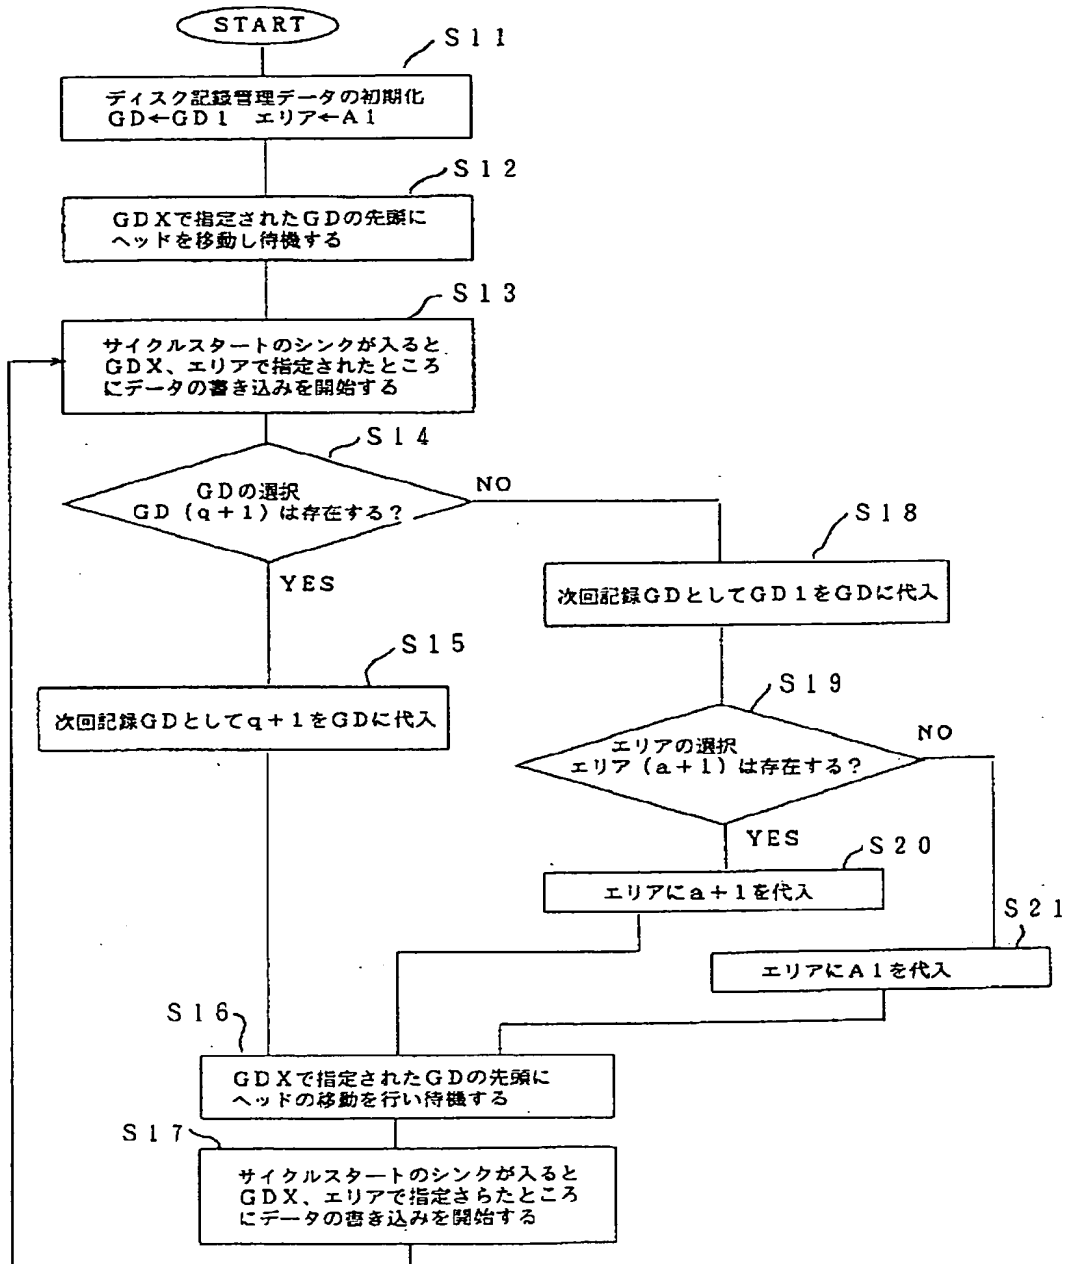 START
S11
ディスク記録管理データの初期化
GD←GD1　エリア←A1
S12
GDXで指定されたGDの先頭に
ヘッドを移動し待機する
S13
サイクルスタートのシンクが入ると
GDX、エリアで指定されたところ
にデータの書き込みを開始する
S14
GDの選択
GD（q+1）は存在する？
NO
YES
S18
次回記録GDとしてGD1をGDに代入
S15
次回記録GDとしてq+1をGDに代入
S19
エリアの選択
エリア（a+1）は存在する？
NO
YES
S20
エリアにa+1を代入
S21
エリアにA1を代入
S16
GDXで指定されたGDの先頭に
ヘッドの移動を行い待機する
S17
サイクルスタートのシンクが入ると
GDX、エリアで指定さらたところ
にデータの書き込みを開始する